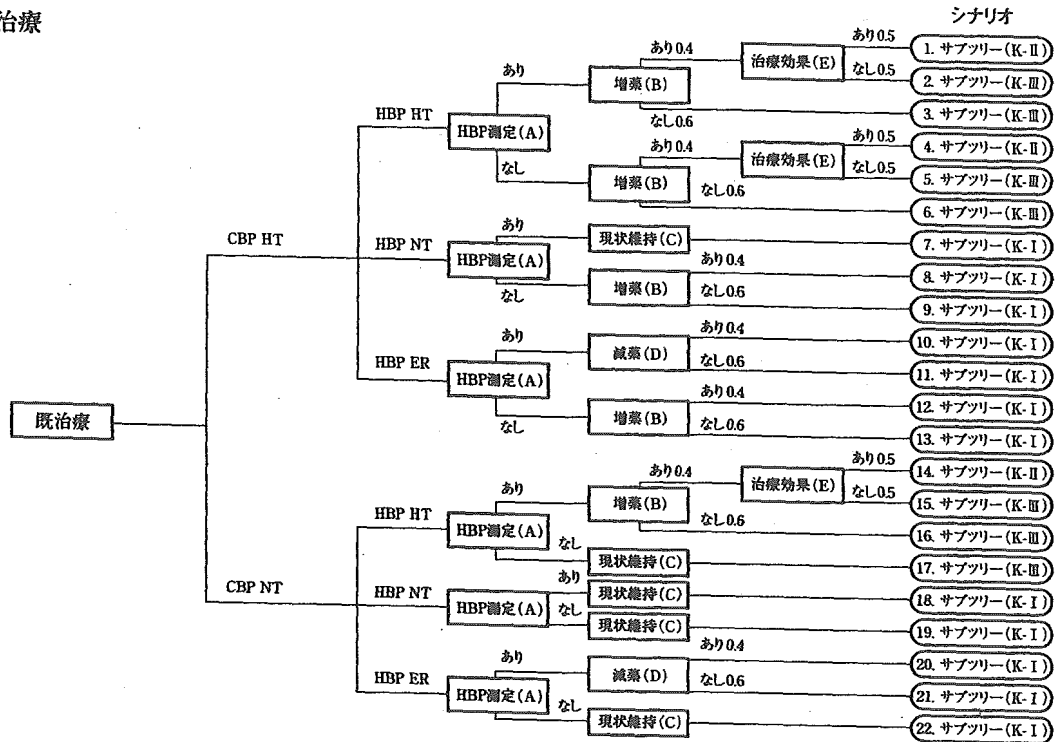 治療
シナリオ
既治療
CBP HT
CBP NT
HBP HT
HBP NT
HBP ER
HBP HT
HBP NT
HBP ER
HBP測定(A)
あり
なし
増薬(B)
あり0.4
なし0.6
治療効果(E)
あり0.5
なし0.5
1. サブツリー(K-Ⅱ)
2. サブツリー(K-Ⅲ)
3. サブツリー(K-Ⅲ)
増薬(B)
あり0.4
なし0.6
治療効果(E)
あり0.5
なし0.5
4. サブツリー(K-Ⅱ)
5. サブツリー(K-Ⅲ)
6. サブツリー(K-Ⅲ)
HBP測定(A)
あり
なし
現状維持(C)
7. サブツリー(K-Ⅰ)
増薬(B)
あり0.4
なし0.6
8. サブツリー(K-Ⅰ)
9. サブツリー(K-Ⅰ)
HBP測定(A)
あり
なし
減薬(D)
あり0.4
なし0.6
10. サブツリー(K-Ⅰ)
11. サブツリー(K-Ⅰ)
増薬(B)
あり0.4
なし0.6
12. サブツリー(K-Ⅰ)
13. サブツリー(K-Ⅰ)
HBP測定(A)
あり
なし
増薬(B)
あり0.4
なし0.6
治療効果(E)
あり0.5
なし0.5
14. サブツリー(K-Ⅱ)
15. サブツリー(K-Ⅲ)
16. サブツリー(K-Ⅲ)
現状維持(C)
17. サブツリー(K-Ⅲ)
HBP測定(A)
あり
なし
現状維持(C)
18. サブツリー(K-Ⅰ)
現状維持(C)
19. サブツリー(K-Ⅰ)
HBP測定(A)
あり
なし
減薬(D)
あり0.4
なし0.6
20. サブツリー(K-Ⅰ)
21. サブツリー(K-Ⅰ)
現状維持(C)
22. サブツリー(K-Ⅰ)